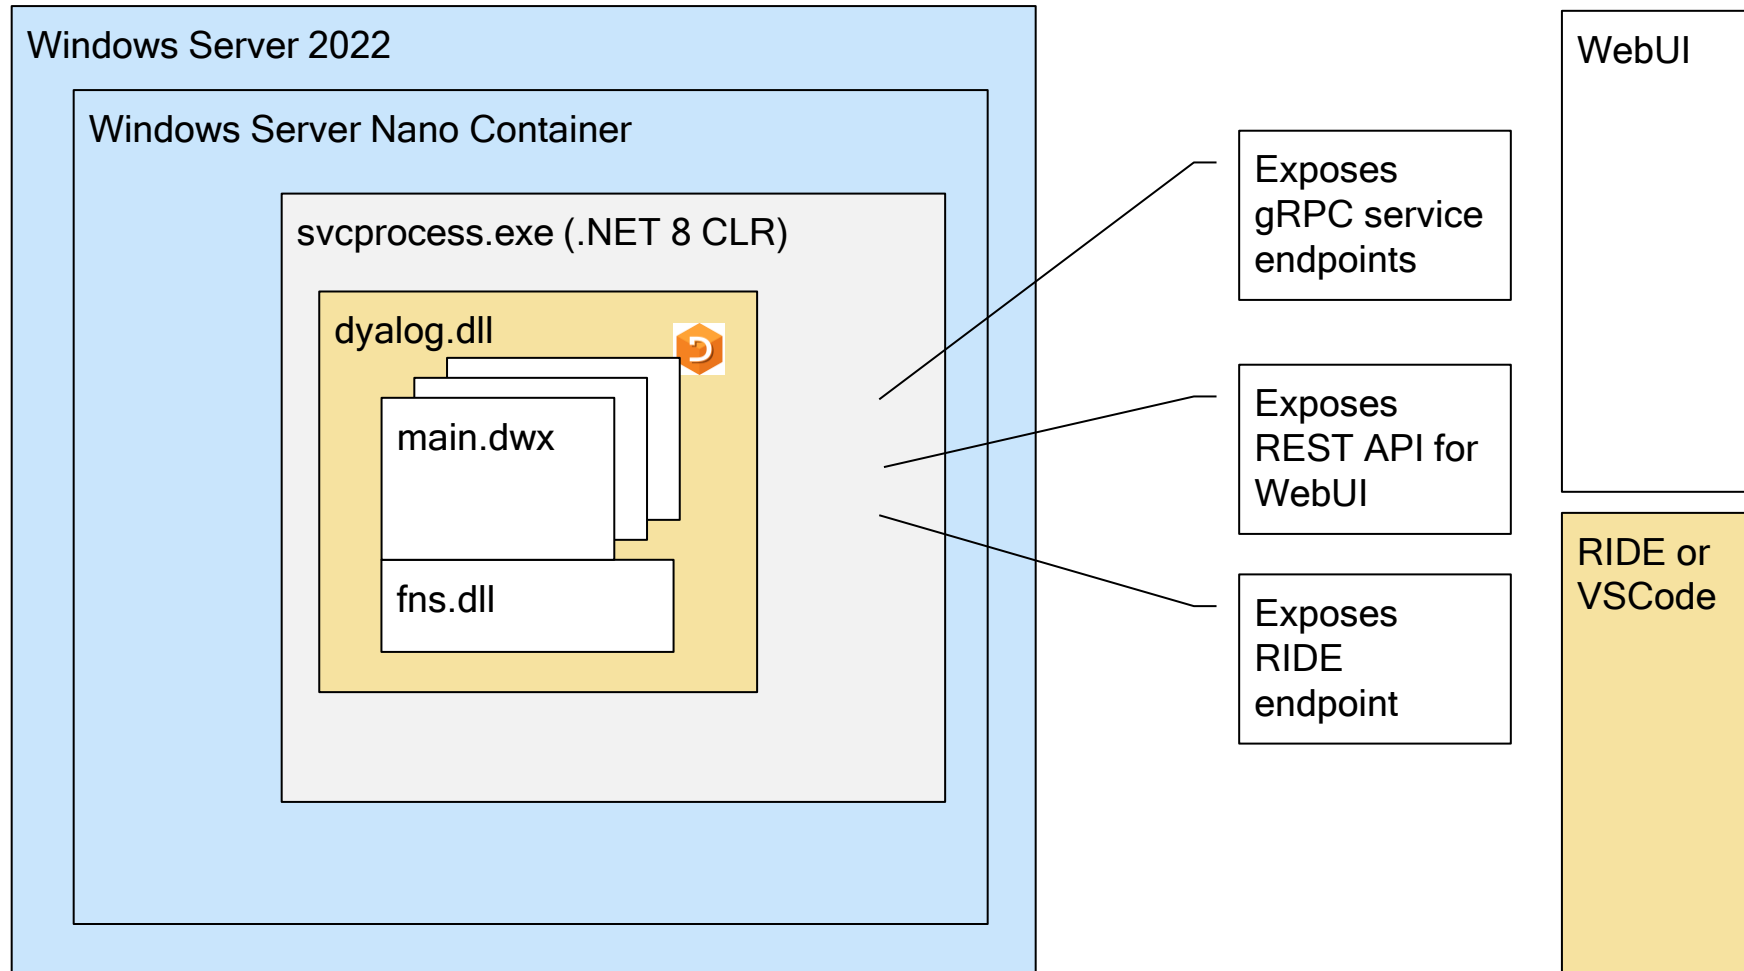 Windows Server 2022
Windows Server Nano Container
svcprocess.exe (.NET 8 CLR)
dyalog.dll
main.dwx
fns.dll
Exposes
gRPC service
endpoints
Exposes
REST API for
WebUI
Exposes
RIDE
endpoint
WebUI
RIDE or
VSCode